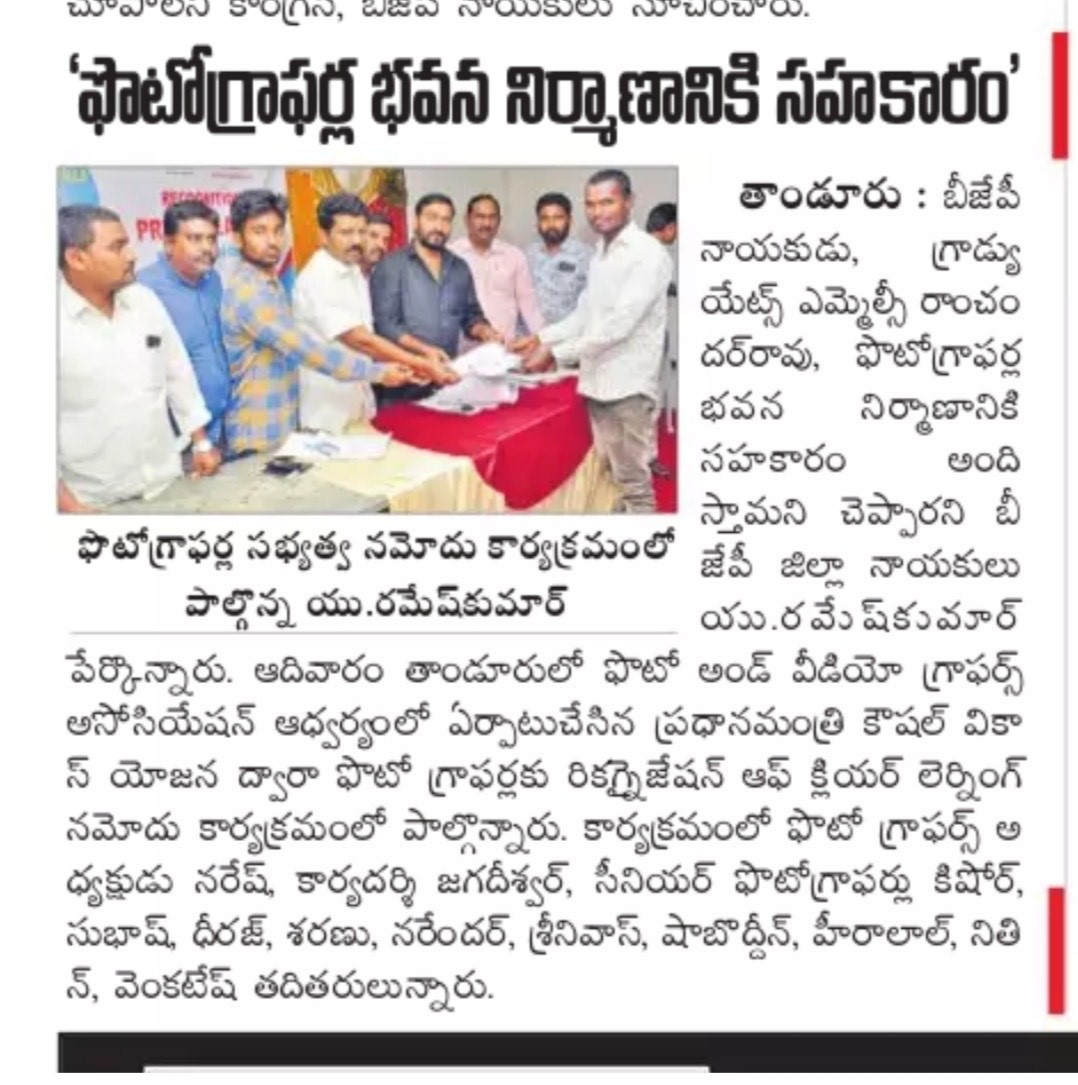 చూపాలని కాంగ్రెస్, బీజేపీ నాయకులు సూచించారు.
‘ఫొటోగ్రాఫర్ల భవన నిర్మాణానికి సహకారం’
RECOGNITION
తాండూరు : బీజేపీ
నాయకుడు, గ్రాడ్యు
యేట్స్ ఎమ్మెల్సీ రాంచం
దర్‌రావు, ఫొటోగ్రాఫర్ల
భవన నిర్మాణానికి
సహకారం అంది
స్తామని చెప్పారని బీ
జేపీ జిల్లా నాయకులు
యు.రమేష్‌కుమార్
ఫొటోగ్రాఫర్ల సభ్యత్వ నమోదు కార్యక్రమంలో
పాల్గొన్న యు.రమేష్‌కుమార్
పేర్కొన్నారు. ఆదివారం తాండూరులో ఫొటో అండ్ వీడియో గ్రాఫర్స్
అసోసియేషన్ ఆధ్వర్యంలో ఏర్పాటుచేసిన ప్రధానమంత్రి కౌషల్ వికా
స్ యోజన ద్వారా ఫొటో గ్రాఫర్లకు రికగ్నైజేషన్ ఆఫ్ క్లియర్ లెర్నింగ్
నమోదు కార్యక్రమంలో పాల్గొన్నారు. కార్యక్రమంలో ఫొటో గ్రాఫర్స్ అ
ధ్యక్షుడు నరేష్, కార్యదర్శి జగదీశ్వర్, సీనియర్ ఫొటోగ్రాఫర్లు కిషోర్,
సుభాష్, ధీరజ్, శరణు, నరేందర్, శ్రీనివాస్, షాబొద్దీన్, హీరాలాల్, నితి
న్, వెంకటేష్ తదితరులున్నారు.